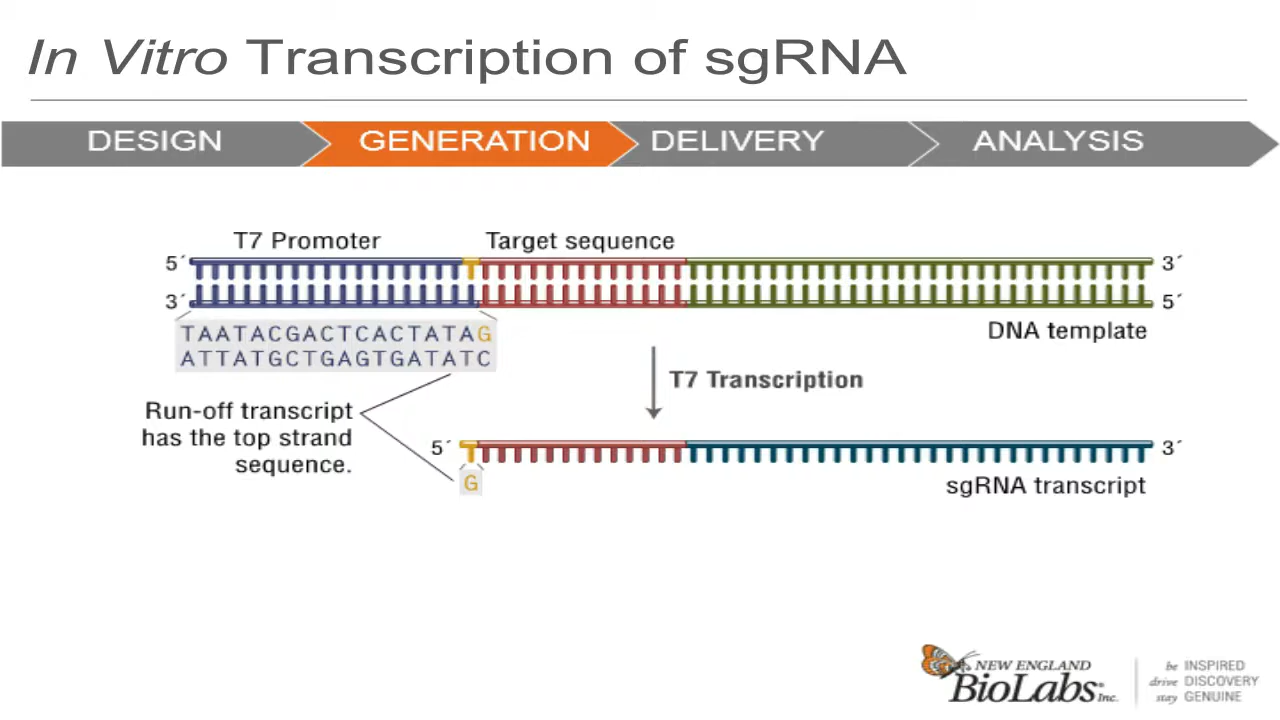 In Vitro Transcription of sgRNA
DESIGN
GENERATION
DELIVERY
ANALYSIS
T7 Promoter
Target sequence
5´
3´
3´
5´
TAATACGACTCACTATAG
ATTATGCTGAGTGATATC
DNA template
T7 Transcription
Run-off transcript
has the top strand
sequence.
5´
3´
G
sgRNA transcript
NEW ENGLAND
BioLabs Inc.
be INSPIRED
drive DISCOVERY
stay GENUINE